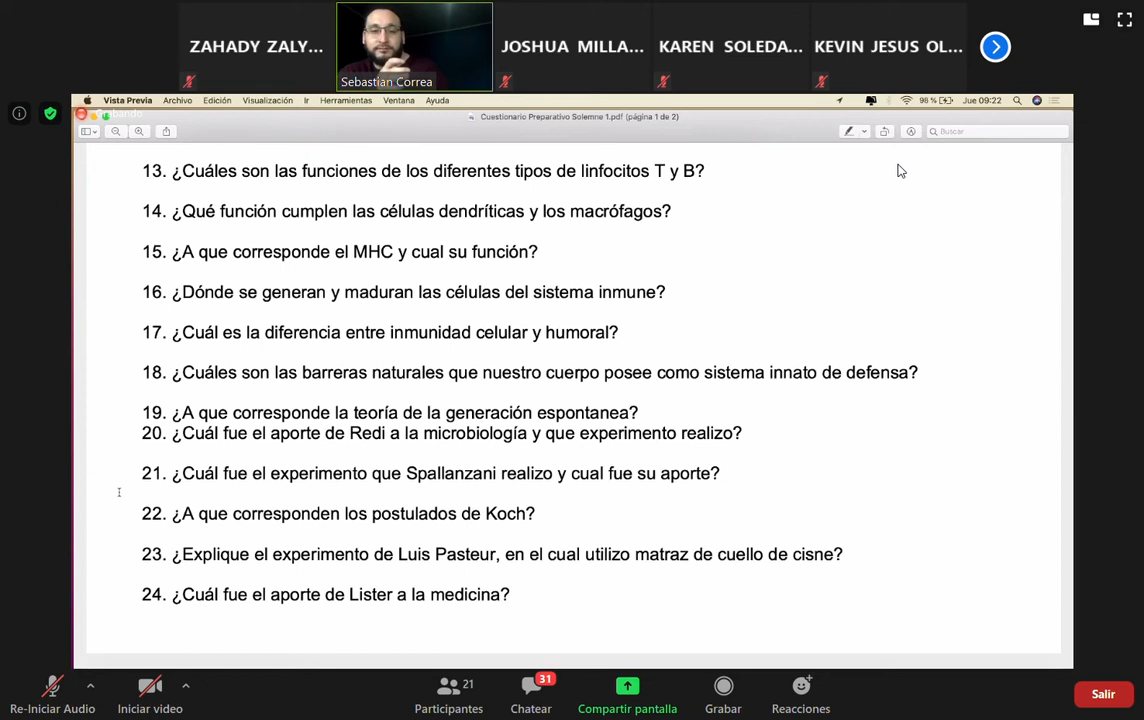 ZAHADY ZALY...
Sebastian Correa
JOSHUA MILLA...
KAREN SOLEDA...
KEVIN JESUS OL...
Vista Previa Archivo Edición Visualización Ir Herramientas Ventana Ayuda
98 % Jue 09:22
Cuestionario Preparativo Solemne 1.pdf (página 1 de 2)
Buscar
13. ¿Cuáles son las funciones de los diferentes tipos de linfocitos T y B?
14. ¿Qué función cumplen las células dendríticas y los macrófagos?
15. ¿A que corresponde el MHC y cual su función?
16. ¿Dónde se generan y maduran las células del sistema inmune?
17. ¿Cuál es la diferencia entre inmunidad celular y humoral?
18. ¿Cuáles son las barreras naturales que nuestro cuerpo posee como sistema innato de defensa?
19. ¿A que corresponde la teoría de la generación espontanea?
20. ¿Cuál fue el aporte de Redi a la microbiología y que experimento realizo?
21. ¿Cuál fue el experimento que Spallanzani realizo y cual fue su aporte?
22. ¿A que corresponden los postulados de Koch?
23. ¿Explique el experimento de Luis Pasteur, en el cual utilizo matraz de cuello de cisne?
24. ¿Cuál fue el aporte de Lister a la medicina?
21
31
Re-Iniciar Audio
Iniciar video
Participantes
Chatear
Compartir pantalla
Grabar
Reacciones
Salir